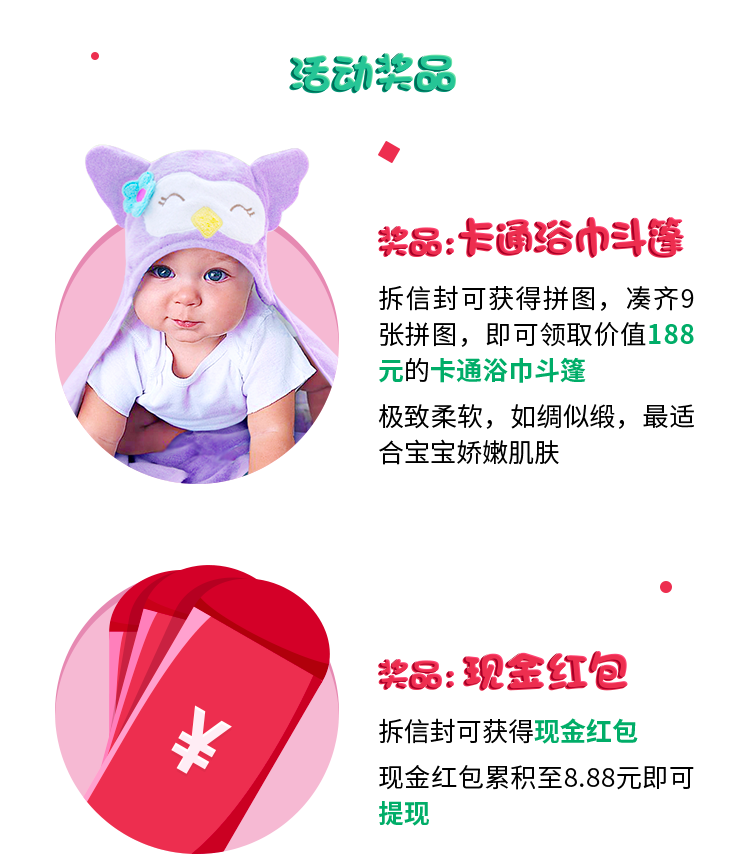 活动奖品
奖品:卡通浴巾斗篷
拆信封可获得拼图，凑齐9
张拼图，即可领取价值188
元的卡通浴巾斗篷
极致柔软，如绸似缎，最适
合宝宝娇嫩肌肤
¥
奖品:现金红包
拆信封可获得现金红包
现金红包累积至8.88元即可
提现